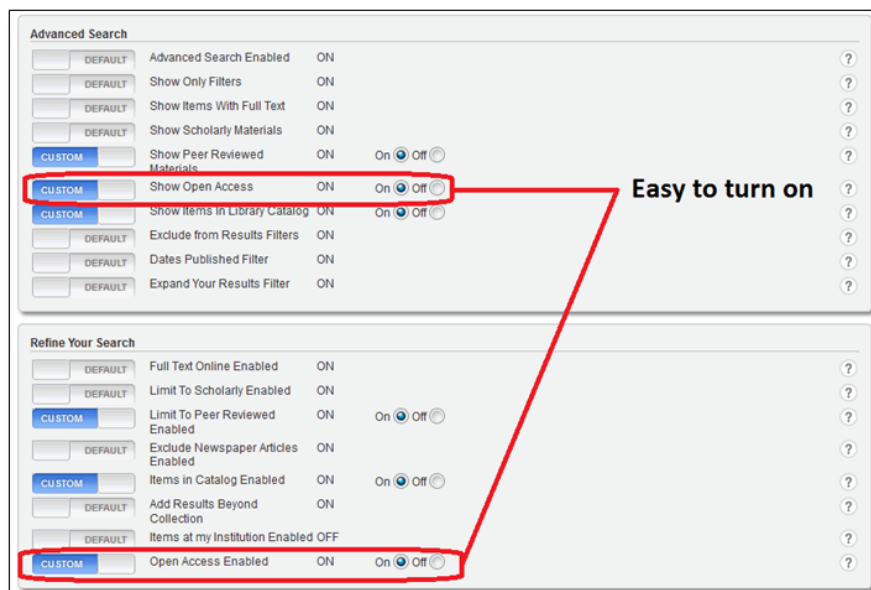 Advanced Search
DEFAULT Advanced Search Enabled ON ?
DEFAULT Show Only Filters ON ?
DEFAULT Show Items With Full Text ON ?
DEFAULT Show Scholarly Materials ON ?
CUSTOM Show Peer Reviewed ON On Off ?
Materials
CUSTOM Show Open Access ON On Off ?
Easy to turn on
CUSTOM Show Items In Library Catalog ON On Off ?
DEFAULT Exclude from Results Filters ON ?
DEFAULT Dates Published Filter ON ?
DEFAULT Expand Your Results Filter ON ?
Refine Your Search
DEFAULT Full Text Online Enabled ON ?
DEFAULT Limit To Scholarly Enabled ON ?
CUSTOM Limit To Peer Reviewed ON On Off ?
Enabled
DEFAULT Exclude Newspaper Articles ON ?
Enabled
CUSTOM Items in Catalog Enabled ON On Off ?
DEFAULT Add Results Beyond ON ?
Collection
DEFAULT Items at my Institution Enabled OFF ?
CUSTOM Open Access Enabled ON On Off ?